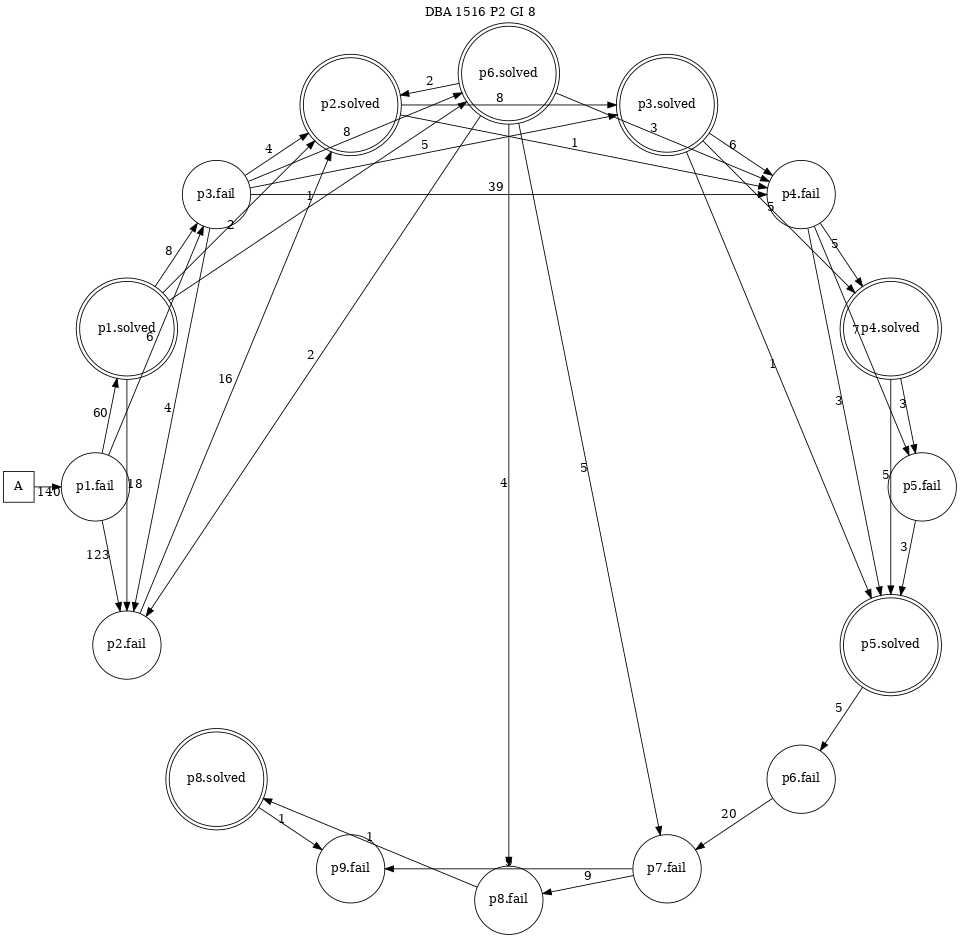 DBA 1516 P2 GI 8
p6.solved
2
p2.solved
8
p3.solved
4
8
5
1
3
6
p3.fail
39
p4.fail
1
2
5
8
5
p1.solved
6
7
p4.solved
2
16
1
4
3
3
60
18
A
140
p1.fail
4
5
5
p5.fail
123
3
p2.fail
p5.solved
5
p8.solved
p6.fail
1
1
20
p9.fail
9
p7.fail
p8.fail